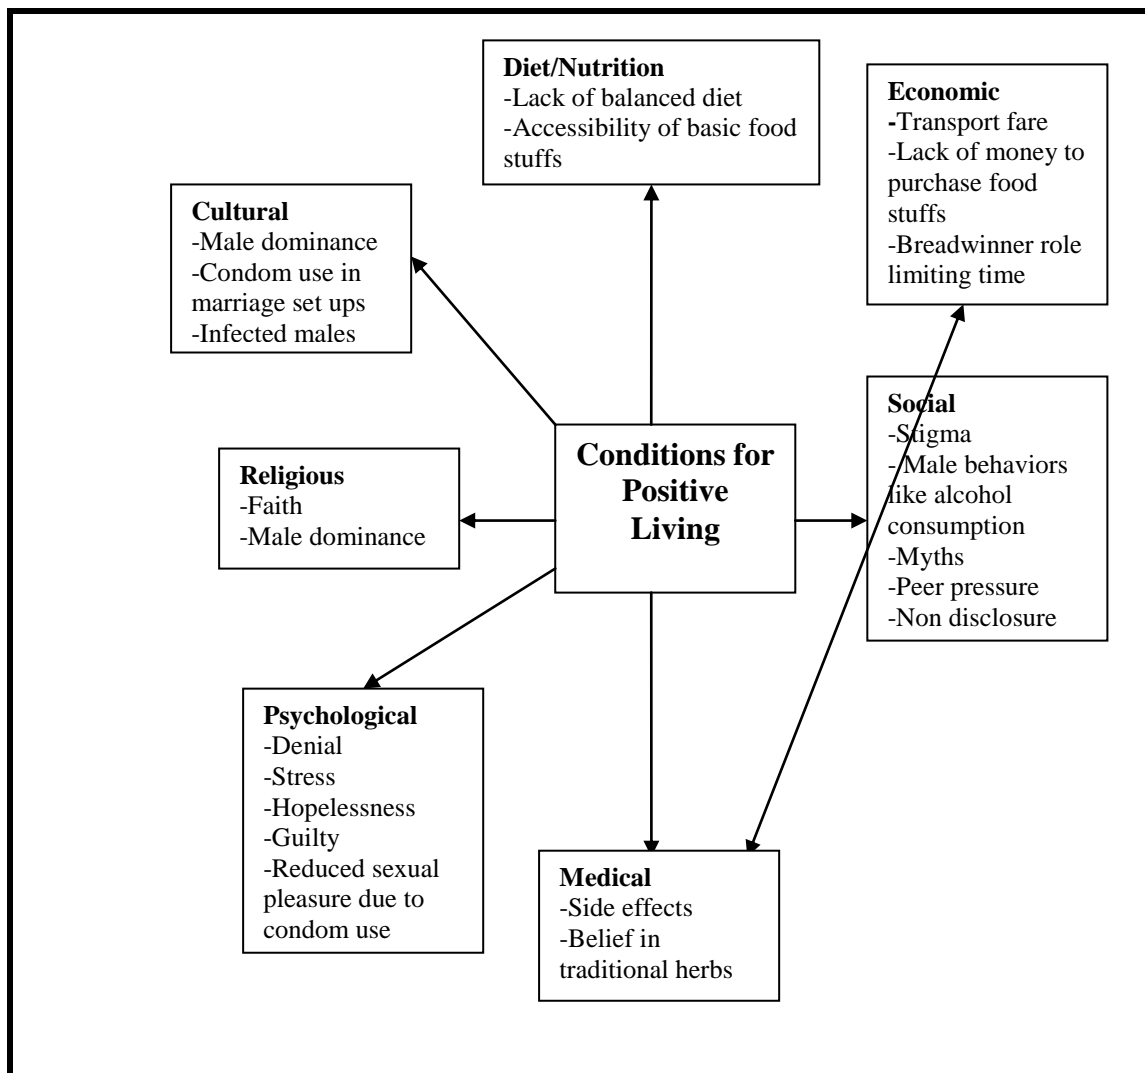 Diet/Nutrition
-Lack of balanced diet
-Accessibility of basic food
stuffs
Economic
-Transport fare
-Lack of money to
purchase food
stuffs
-Breadwinner role
limiting time
Cultural
-Male dominance
-Condom use in
marriage set ups
-Infected males
Conditions for
Positive
Living
Social
-Stigma
- Male behaviors
like alcohol
consumption
-Myths
-Peer pressure
-Non disclosure
Religious
-Faith
-Male dominance
Psychological
-Denial
-Stress
-Hopelessness
-Guilty
-Reduced sexual
pleasure due to
condom use
Medical
-Side effects
-Belief in
traditional herbs